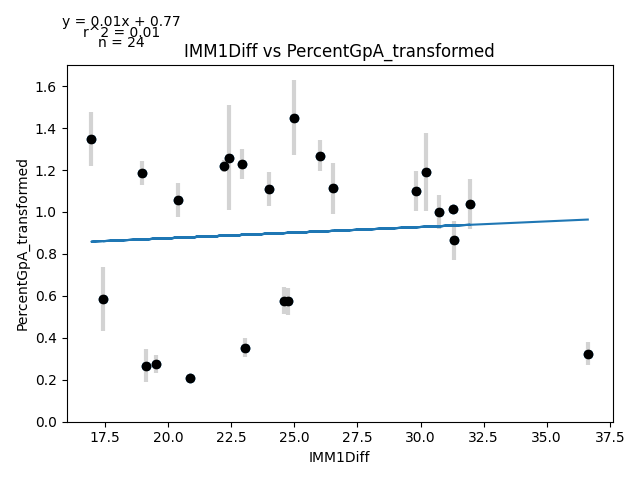 y = 0.01x + 0.77
r^2 = 0.01
n = 24
IMM1Diff vs PercentGpA_transformed
PercentGpA_transformed
1.6
1.4
1.2
1.0
0.8
0.6
0.4
0.2
0.0
17.5 20.0 22.5 25.0 27.5 30.0 32.5 35.0 37.5
IMM1Diff